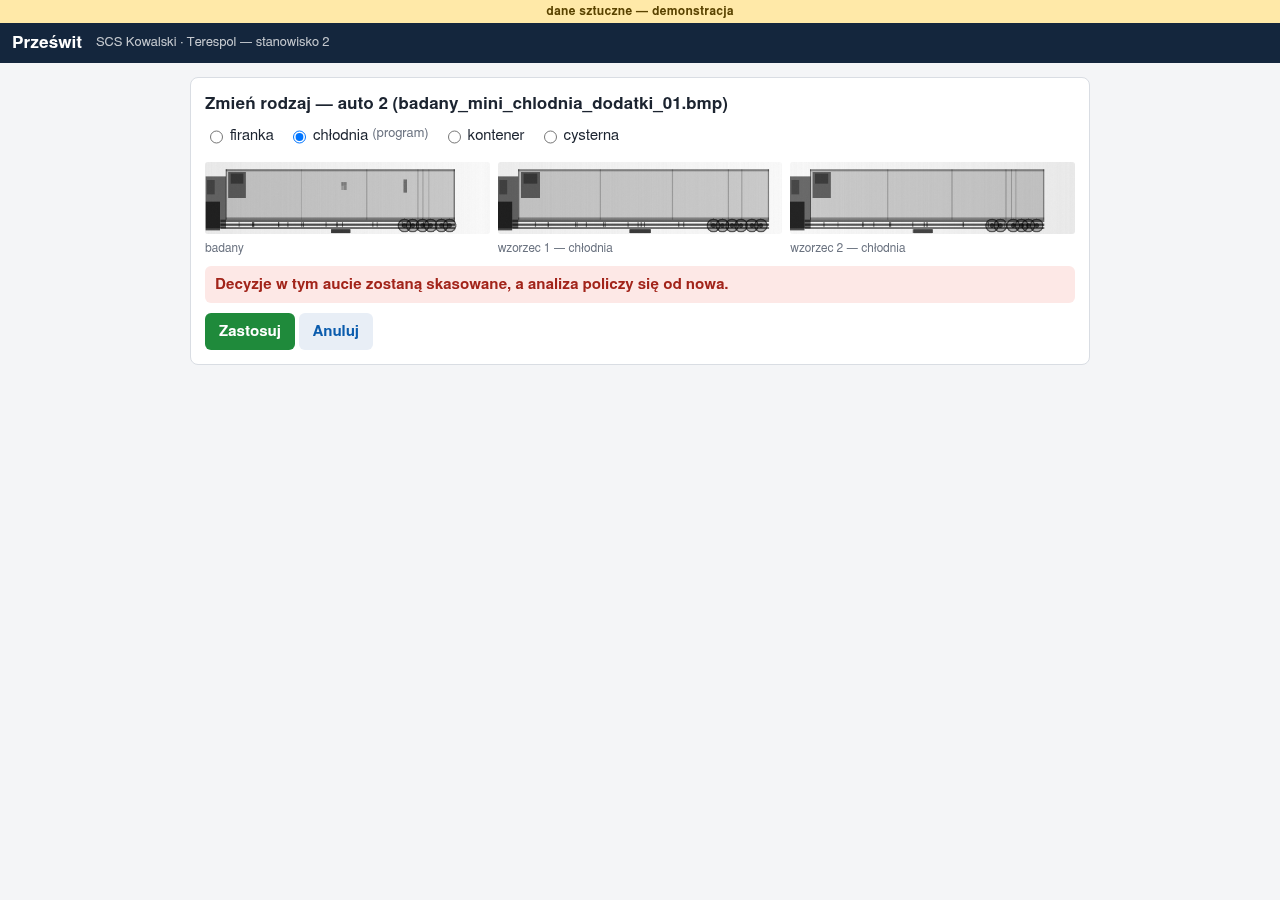 dane sztuczne — demonstracja
Prześwit SCS Kowalski · Terespol — stanowisko 2
Zmień rodzaj — auto 2 (badany_mini_chlodnia_dodatki_01.bmp)
firanka chłodnia (program) kontener cysterna
badany wzorzec 1 — chłodnia wzorzec 2 — chłodnia
Decyzje w tym aucie zostaną skasowane, a analiza policzy się od nowa.
Zastosuj Anuluj